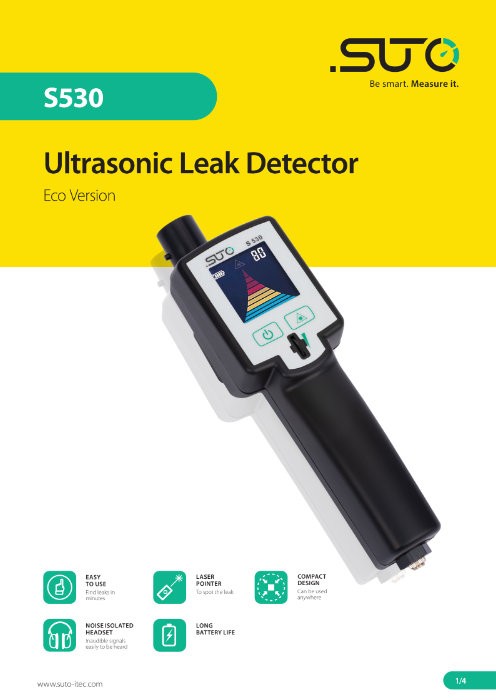 .SUTO
Be smart. Measure it.
S530
Ultrasonic Leak Detector
Eco Version
SUTO
S 530
80
EASY
TO USE
Find leaks in
minutes
LASER
POINTER
To spot the leak
COMPACT
DESIGN
Can be used
anywhere
NOISE ISOLATED
HEADSET
Inaudible signals
easily to be heard
LONG
BATTERY LIFE
www.suto-itec.com
1/4